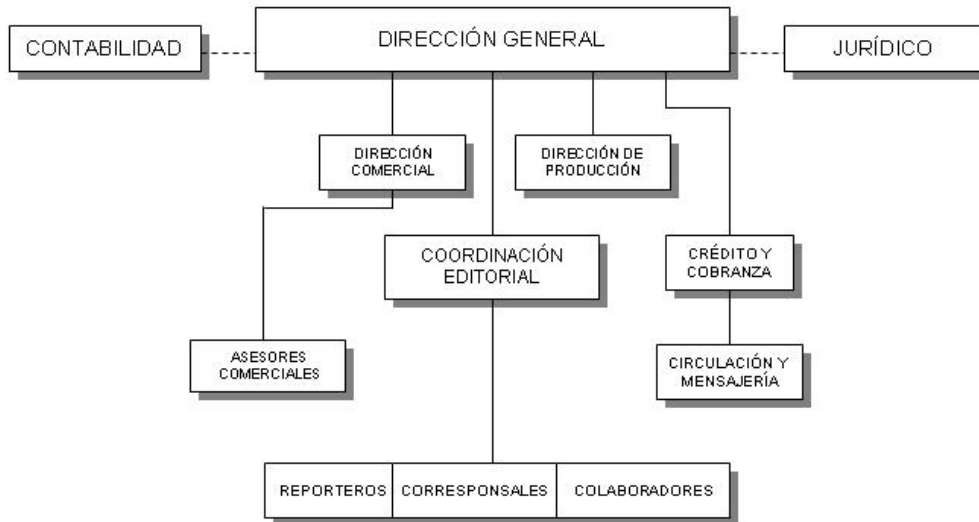 CONTABILIDAD
DIRECCIÓN GENERAL
JURÍDICO
DIRECCIÓN
COMERCIAL
DIRECCIÓN DE
PRODUCCIÓN
COORDINACIÓN
EDITORIAL
CRÉDITO Y
COBRANZA
ASESORES
COMERCIALES
CIRCULACIÓN Y
MENSAJERÍA
REPORTEROS
CORRESPONSALES
COLABORADORES